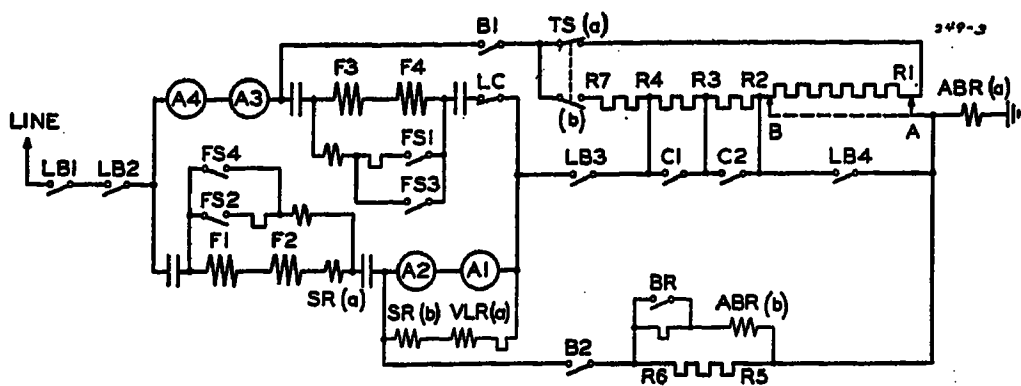 BI
TS (a)
349-3
F3
F4
LC
R7
R4
R3
R2
R1
ABR (a)
A4
A3
(b)
B
A
LINE
FS1
LB1
LB2
FS4
FS3
LB3
C1
C2
LB4
FS2
F1
F2
A2
A1
BR
ABR (b)
SR (a)
SR (b)
VLR (a)
B2
R6
R5